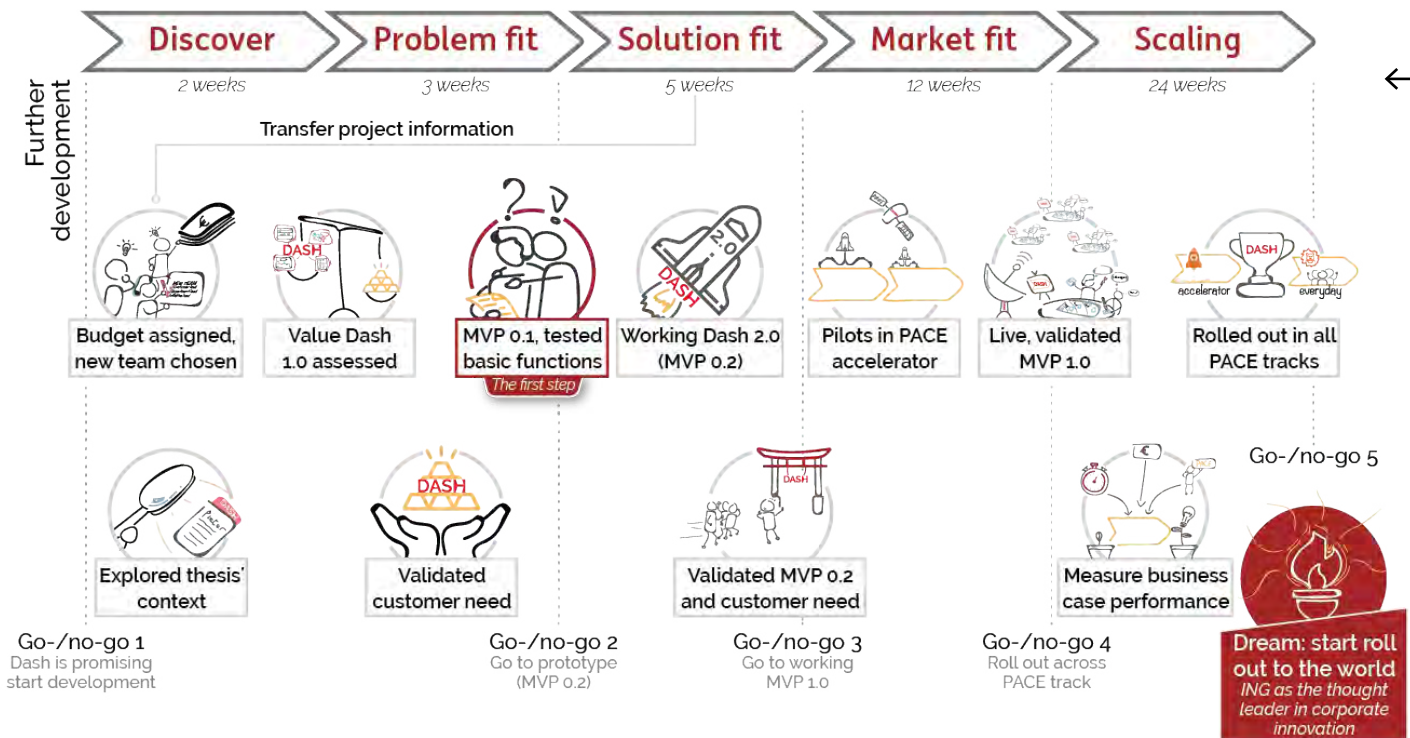 Discover
Problem fit
Solution fit
Market fit
Scaling
2 weeks
3 weeks
5 weeks
12 weeks
24 weeks
Further
development
Transfer project information
2.0
DASH
DASH
DASH
accelerator
everyday
Budget assigned,
new team chosen
Value Dash
1.0 assessed
MVP 0.1, tested
basic functions
The first step
Working Dash 2.0
(MVP 0.2)
Pilots in PACE
accelerator
Live, validated
MVP 1.0
Rolled out in all
PACE tracks
DASH
DASH
Explored thesis'
context
Validated
customer need
Validated MVP 0.2
and customer need
Measure business
case performance
Go-/no-go 5
Go-/no-go 1
Dash is promising
start development
Go-/no-go 2
Go to prototype
(MVP 0.2)
Go-/no-go 3
Go to working
MVP 1.0
Go-/no-go 4
Roll out across
PACE track
Dream: start roll
out to the world
ING as the thought
leader in corporate
innovation